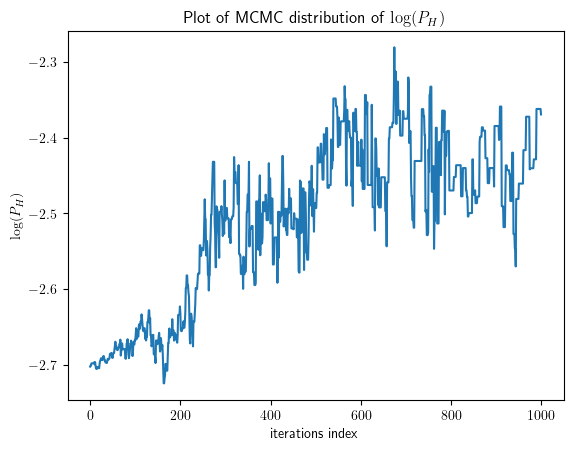 Plot of MCMC distribution of log(P_H)
log(P_H)
−2.3
−2.4
−2.5
−2.6
−2.7
0 200 400 600 800 1000
iterations index